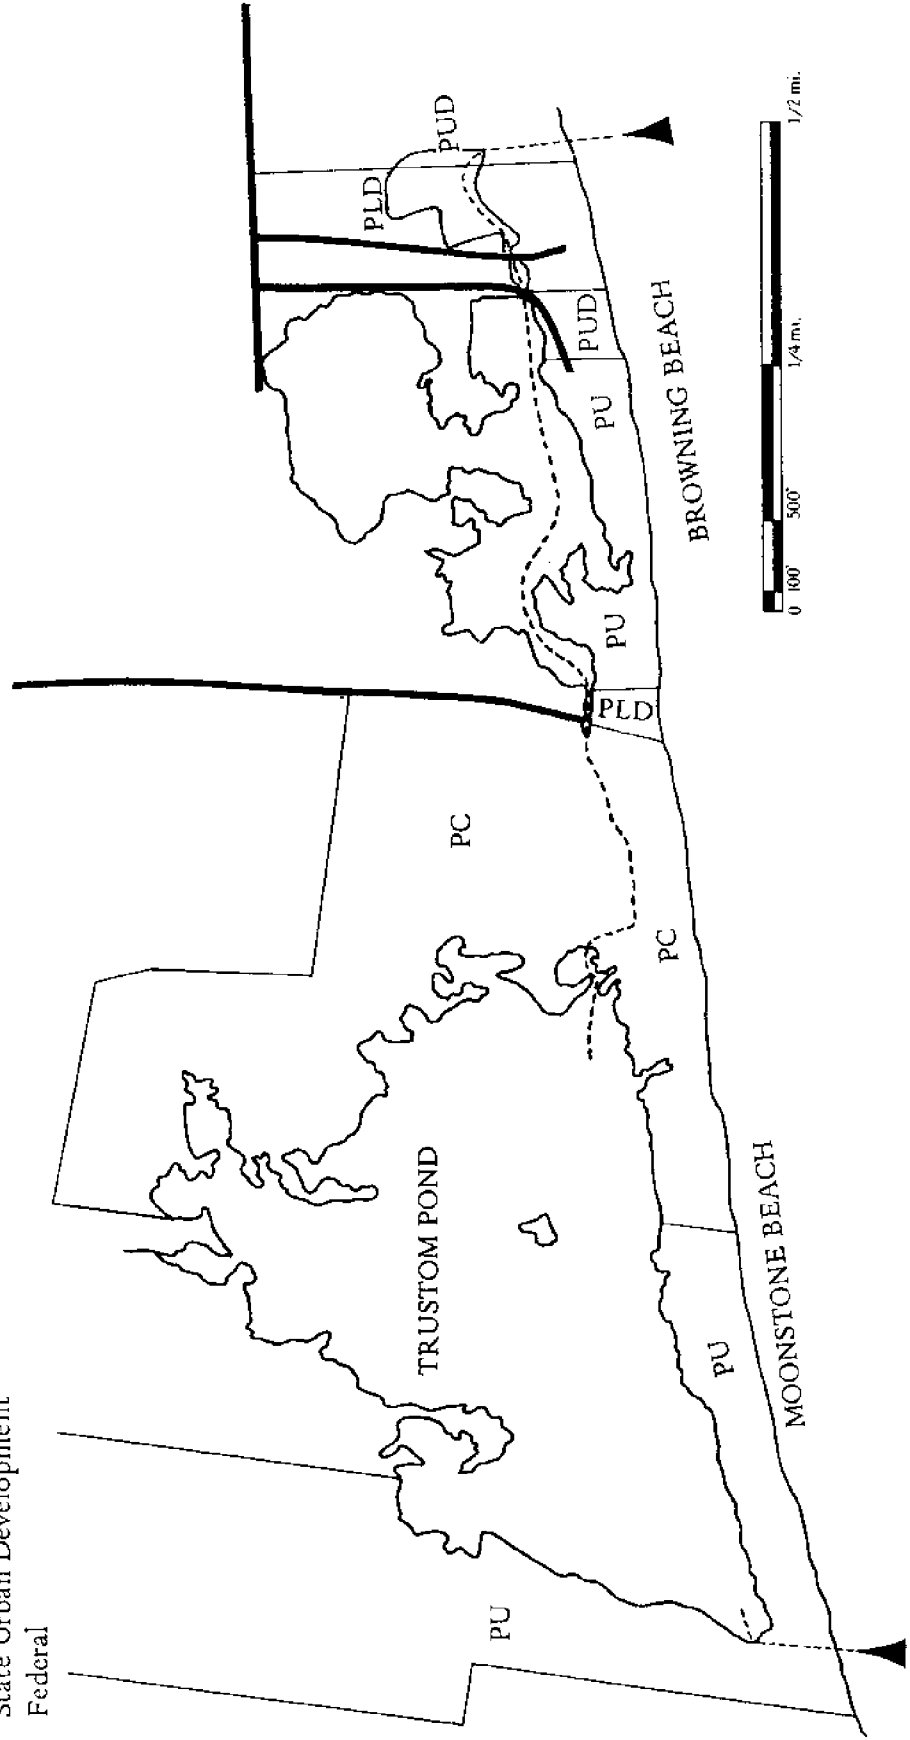 State Urban Development
Federal
PU
TRUSTOM POND
PU
MOONSTONE BEACH
PC
PC
PLD
PU
PU
BROWNING BEACH
PUD
PLD
PUD
0 100' 500' 1/4 mi. 1/2 mi.